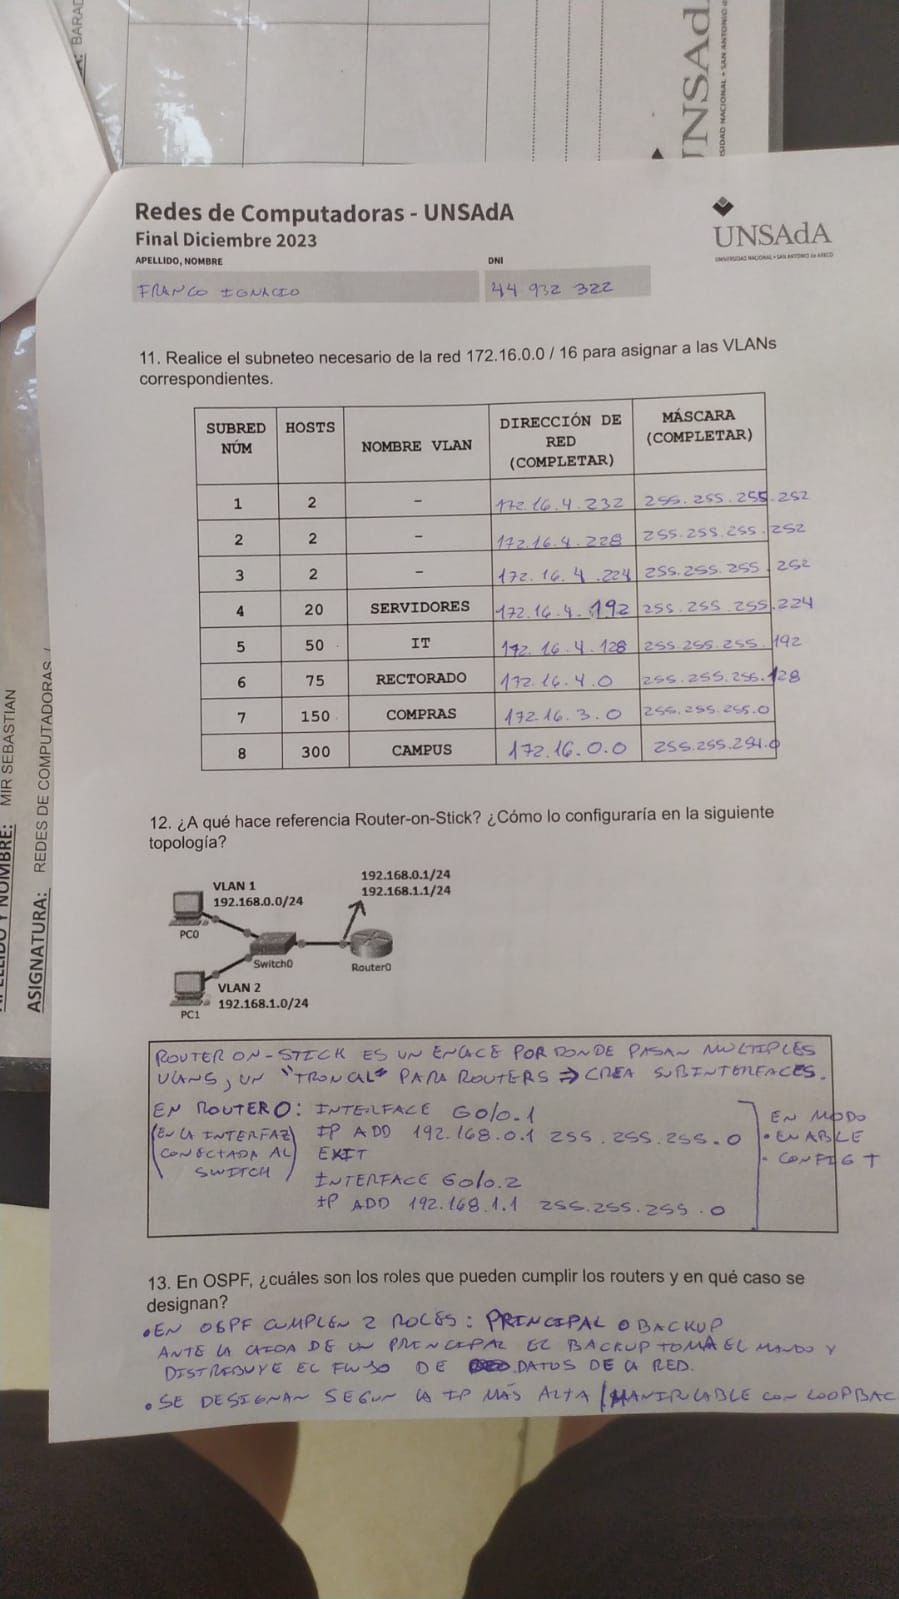 BARAD
UNSAdA
SIDAD NACIONAL • SAN ANTONIO
Redes de Computadoras - UNSAdA
Final Diciembre 2023
APELLIDO, NOMBRE
DNI
UNSAdA
UNIVERSIDAD NACIONAL • SAN ANTONIO de ARECO
FRANCO IGNACIO
44 932 322
11. Realice el subneteo necesario de la red 172.16.0.0 / 16 para asignar a las VLANs
correspondientes.
SUBRED NÚM HOSTS NOMBRE VLAN DIRECCIÓN DE RED (COMPLETAR) MÁSCARA (COMPLETAR)
1 2 - 172.16.4.232 255.255.255.252
2 2 - 172.16.4.228 255.255.255.252
3 2 - 172.16.4.224 255.255.255.252
4 20 SERVIDORES 172.16.4.192 255.255.255.224
5 50 IT 172.16.4.128 255.255.255.192
6 75 RECTORADO 172.16.4.0 255.255.255.128
7 150 COMPRAS 172.16.3.0 255.255.255.0
8 300 CAMPUS 172.16.0.0 255.255.254.0
12. ¿A qué hace referencia Router-on-Stick? ¿Cómo lo configuraría en la siguiente
topología?
192.168.0.1/24
192.168.1.1/24
VLAN 1
192.168.0.0/24
PC0
Switch0
Router0
VLAN 2
192.168.1.0/24
PC1
ROUTER ON-STICK ES UN ENLACE POR DONDE PASAN MULTIPLES
VLANS, UN "TRONCAL" PARA ROUTERS ⇒ CREA SUBINTERFACES.
EN ROUTER0: INTERFACE G0/0.1
(EN LA INTERFAZ IP ADD 192.168.0.1 255.255.255.0
CONECTADA AL EXIT
SWITCH) INTERFACE G0/0.2
IP ADD 192.168.1.1 255.255.255.0
EN MODO
• ENABLE
• CONFIG T
13. En OSPF, ¿cuáles son los roles que pueden cumplir los routers y en qué caso se
designan?
• EN OSPF CUMPLEN 2 ROLES: PRINCIPAL O BACKUP
ANTE LA CAIDA DE UN PRINCIPAL EL BACKUP TOMA EL MANDO Y
DISTRIBUYE EL FLUJO DE DATOS DE LA RED.
• SE DESIGNAN SEGUN LA IP MÁS ALTA / MANIPULABLE CON LOOPBAC
MIR SEBASTIAN
ASIGNATURA: REDES DE COMPUTADORAS /